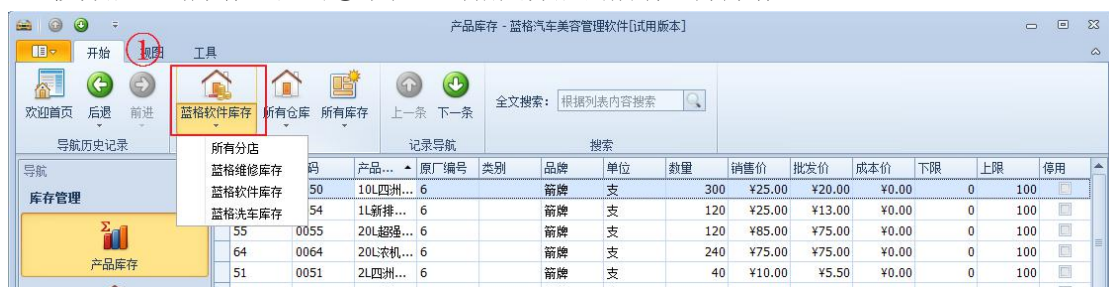 产品库存 - 蓝格汽车美容管理软件[试用版本]
开始 ① 视图 工具
欢迎首页 后退 前进 蓝格软件库存 所有仓库 所有库存 上一条 下一条 全文搜索: 根据列表内容搜索
导航历史记录 记录导航 搜索
所有分店
蓝格维修库存
蓝格软件库存
蓝格洗车库存
导航 码 产品... 原厂编号 类别 品牌 单位 数量 销售价 批发价 成本价 下限 上限 停用
库存管理 50 10L四洲... 6 箭牌 支 300 ¥25.00 ¥20.00 ¥0.00 0 100
54 1L新排... 6 箭牌 支 120 ¥25.00 ¥13.00 ¥0.00 0 100
55 0055 20L超强... 6 箭牌 支 120 ¥85.00 ¥75.00 ¥0.00 0 100
64 0064 20L农机... 6 箭牌 支 240 ¥75.00 ¥75.00 ¥0.00 0 100
产品库存 51 0051 2L四洲... 6 箭牌 支 40 ¥10.00 ¥5.50 ¥0.00 0 100